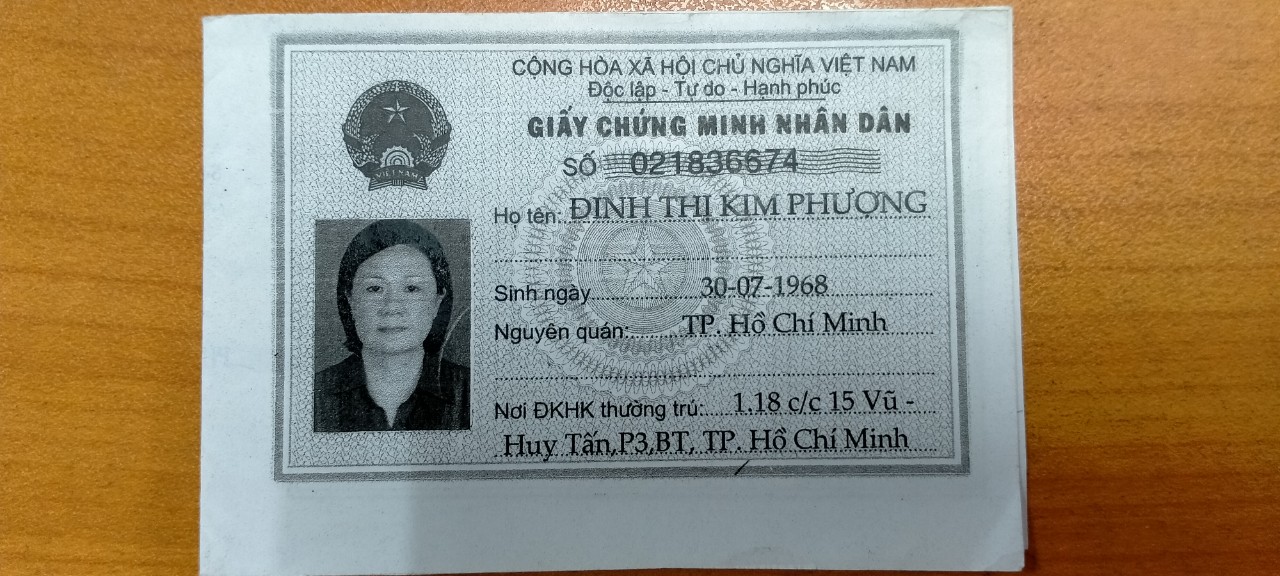 CỘNG HÒA XÃ HỘI CHỦ NGHĨA VIỆT NAM
Độc lập - Tự do - Hạnh phúc
GIẤY CHỨNG MINH NHÂN DÂN
SỐ 021836674
VIỆT NAM
Họ tên: ĐINH THỊ KIM PHƯỢNG
Sinh ngày 30-07-1968
Nguyên quán: TP. Hồ Chí Minh
Nơi ĐKHK thường trú: 1.18 c/c 15 Vũ -
Huy Tấn,P3,BT, TP. Hồ Chí Minh